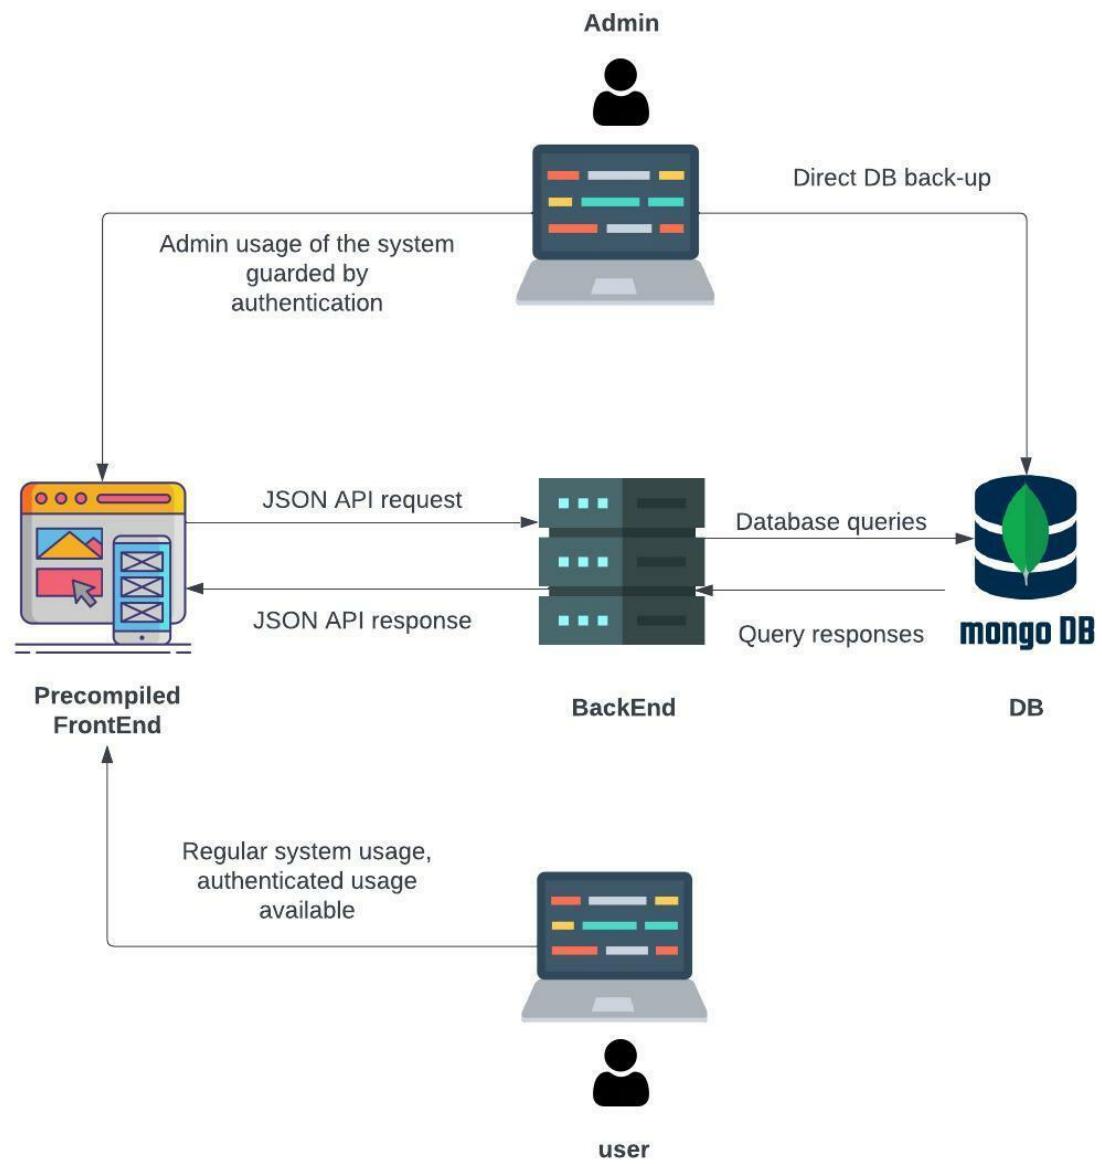 Admin
Direct DB back-up
Admin usage of the system
guarded by
authentication
JSON API request
Database queries
JSON API response
Query responses
mongo DB
Precompiled
FrontEnd
BackEnd
DB
Regular system usage,
authenticated usage
available
user